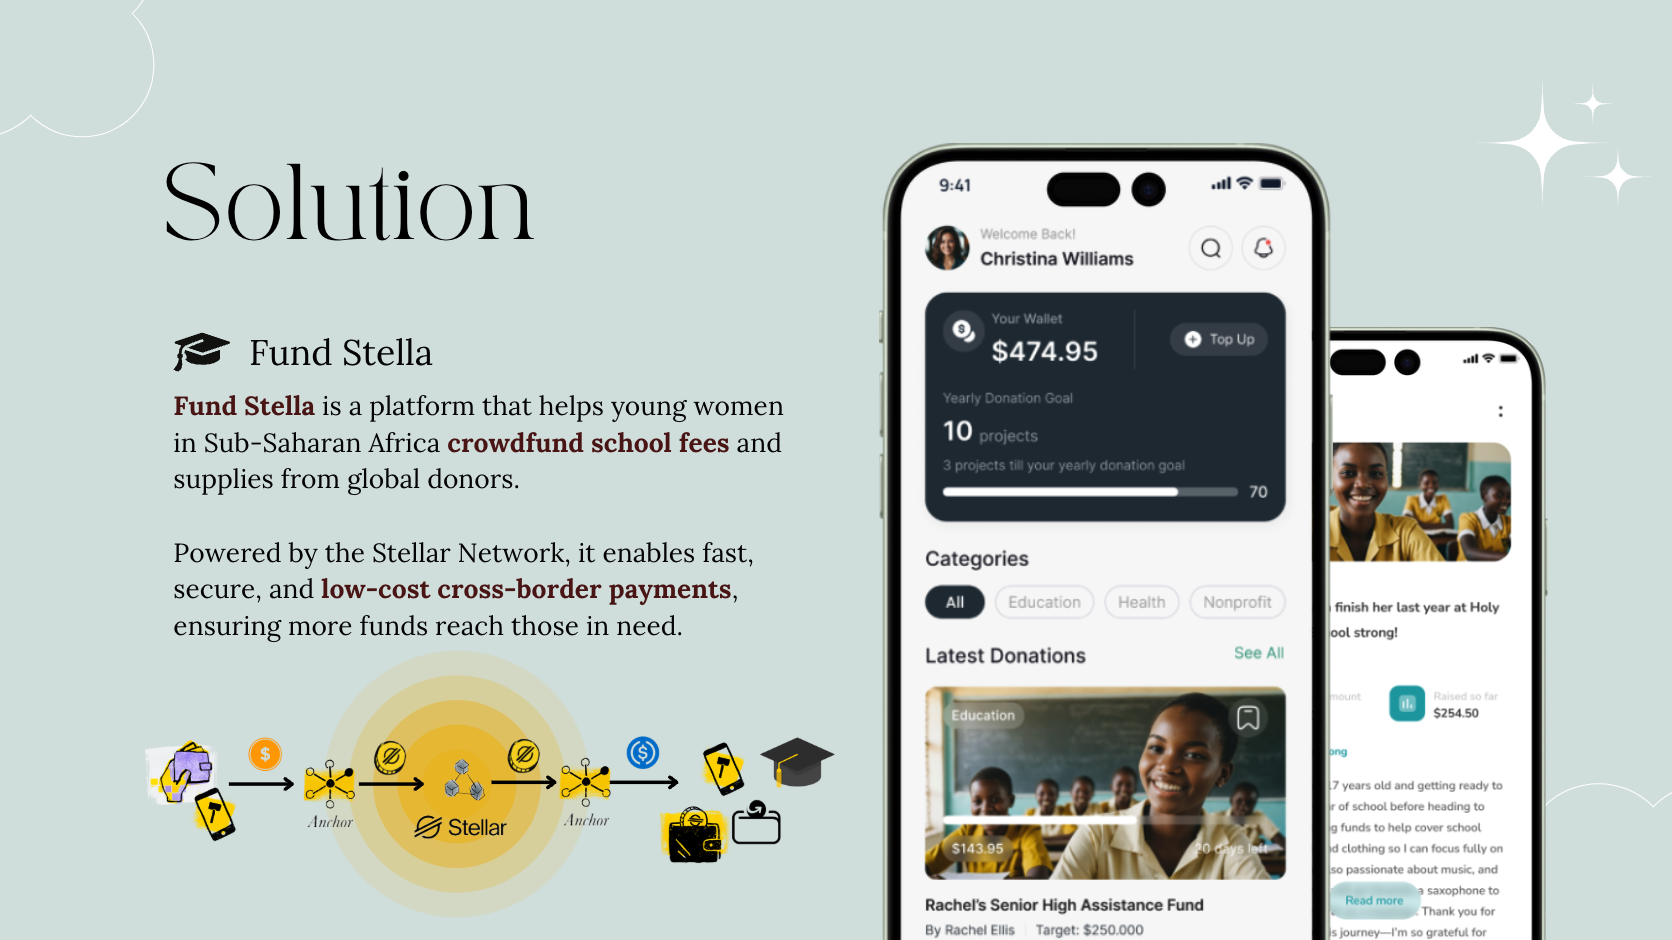 Solution
Fund Stella
Fund Stella is a platform that helps young women
in Sub-Saharan Africa crowdfund school fees and
supplies from global donors.
Powered by the Stellar Network, it enables fast,
secure, and low-cost cross-border payments,
ensuring more funds reach those in need.
Anchor
Stellar
Anchor
9:41
Welcome Back!
Christina Williams
Your Wallet
$474.95
Top Up
Yearly Donation Goal
10 projects
3 projects till your yearly donation goal
70
Categories
All
Education
Health
Nonprofit
Latest Donations
See All
Education
$143.95
20 days left
Rachel's Senior High Assistance Fund
By Rachel Ellis
Target: $250.000
finish her last year at Holy
ool strong!
mount
Raised so far
$254.50
ong
7 years old and getting ready to
r of school before heading to
g funds to help cover school
d clothing so I can focus fully on
so passionate about music, and
a saxophone to
Read more
Thank you for
is journey—I'm so grateful for